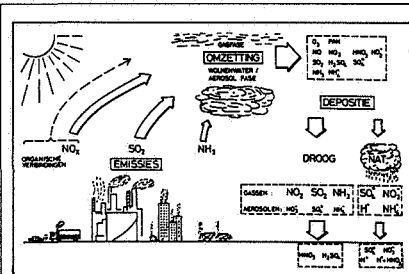 GASFASE
OMZETTING
WOLKENWATER /
AEROSOL FASE
O₃ PAN
NO NO₂ HNO₃ NO₃⁻
SO₂ H₂SO₄ SO₄⁼
NH₃ NH₄⁺
DEPOSITIE
NOₓ
SO₂
NH₃
ORGANISCHE
VERBINDINGEN
EMISSIES
DROOG
NAT
GASSEN : NO₂ SO₂ NH₃
AEROSOLEN: NO₃⁻ SO₄⁼ NH₄⁺
SO₄⁼ NO₃⁻
H⁺ NH₄⁺
HNO₃ H₂SO₄
SO₄⁼ NO₃⁻